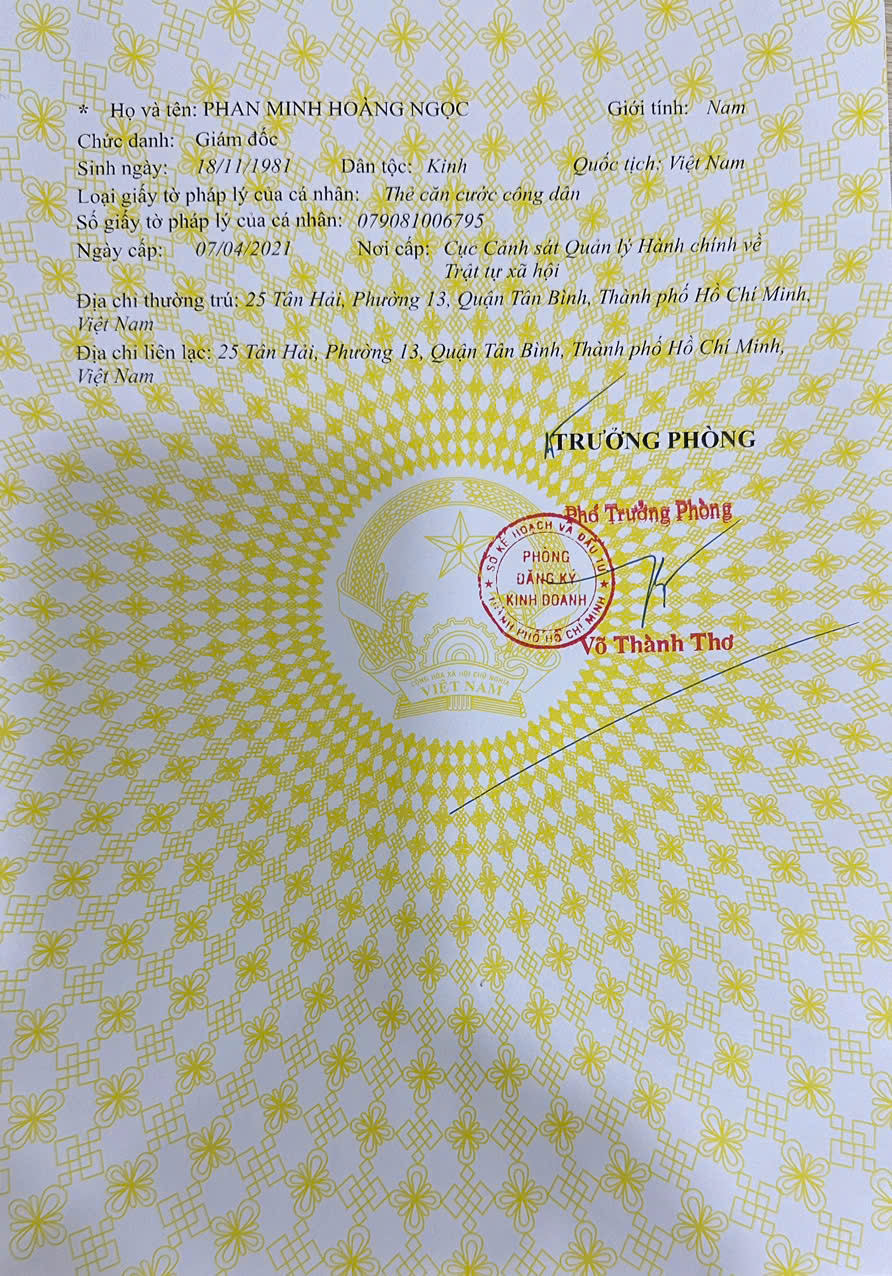 * Họ và tên: PHAN MINH HOÀNG NGỌC Giới tính: Nam
Chức danh: Giám đốc
Sinh ngày: 18/11/1981 Dân tộc: Kinh Quốc tịch: Việt Nam
Loại giấy tờ pháp lý của cá nhân: Thẻ căn cước công dân
Số giấy tờ pháp lý của cá nhân: 079081006795
Ngày cấp: 07/04/2021 Nơi cấp: Cục Cảnh sát Quản lý Hành chính về
Trật tự xã hội
Địa chỉ thường trú: 25 Tân Hải, Phường 13, Quận Tân Bình, Thành phố Hồ Chí Minh,
Việt Nam
Địa chỉ liên lạc: 25 Tân Hải, Phường 13, Quận Tân Bình, Thành phố Hồ Chí Minh,
Việt Nam
TRƯỞNG PHÒNG
Phó Trưởng Phòng
SỞ KẾ HOẠCH VÀ ĐẦU TƯ
PHÒNG
ĐĂNG KÝ
KINH DOANH
THÀNH PHỐ HỒ CHÍ MINH
Võ Thành Thơ
CỘNG HÒA XÃ HỘI CHỦ NGHĨA
VIỆT NAM